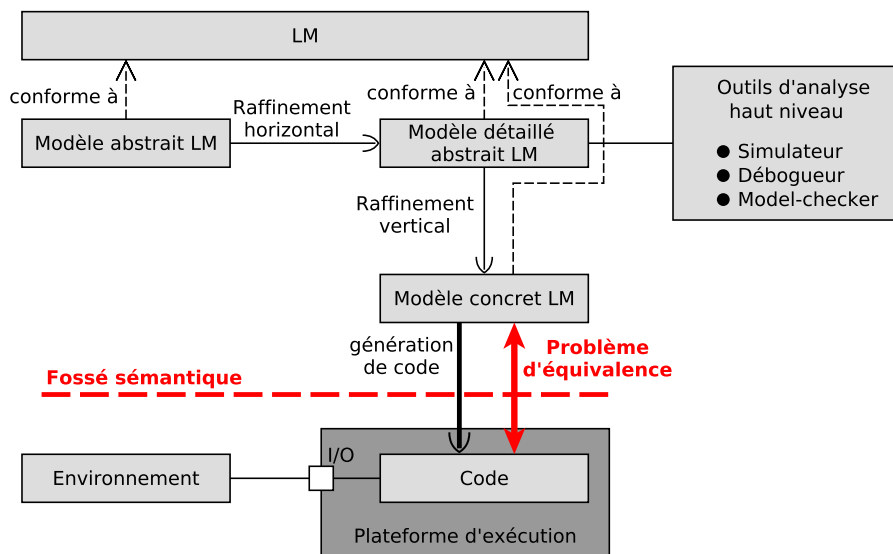 LM
conforme à
conforme à
conforme à
Outils d'analyse
haut niveau
● Simulateur
● Débogueur
● Model-checker
Modèle abstrait LM
Raffinement
horizontal
Modèle détaillé
abstrait LM
Raffinement
vertical
Modèle concret LM
génération
de code
Problème
d'équivalence
Fossé sémantique
Environnement
I/O
Code
Plateforme d'exécution